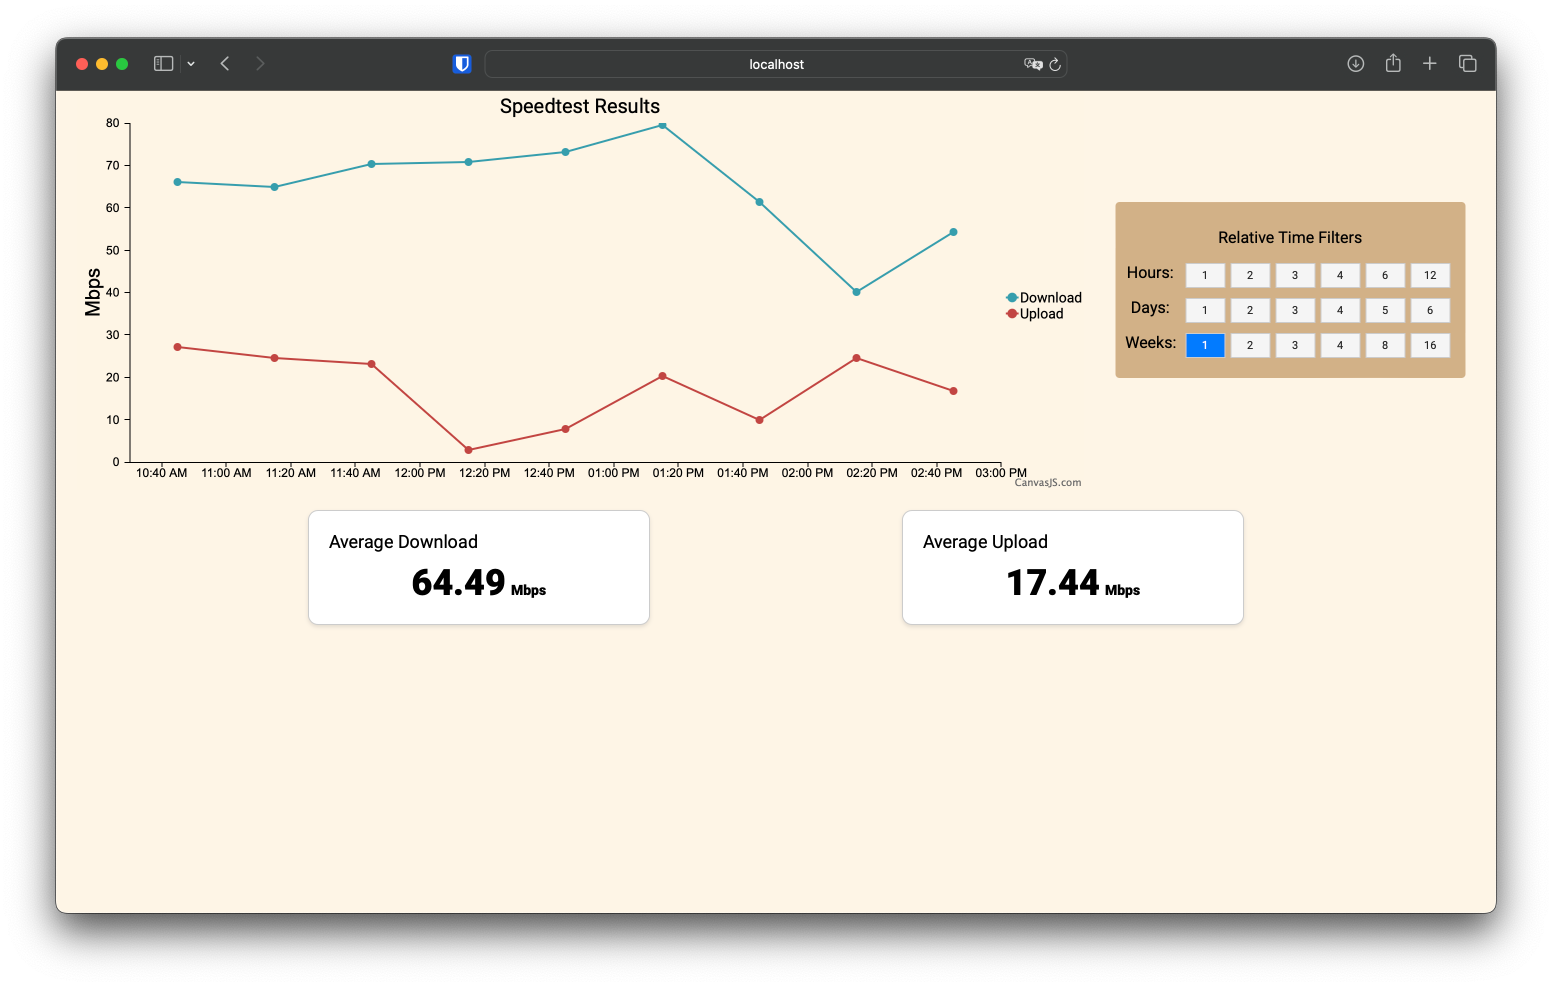 localhost
Speedtest Results
80
70
60
50
40
30
20
10
0
Mbps
10:40 AM 11:00 AM 11:20 AM 11:40 AM 12:00 PM 12:20 PM 12:40 PM 01:00 PM 01:20 PM 01:40 PM 02:00 PM 02:20 PM 02:40 PM 03:00 PM
CanvasJS.com
Download
Upload
Relative Time Filters
Hours: 1 2 3 4 6 12
Days: 1 2 3 4 5 6
Weeks: 1 2 3 4 8 16
Average Download
64.49 Mbps
Average Upload
17.44 Mbps